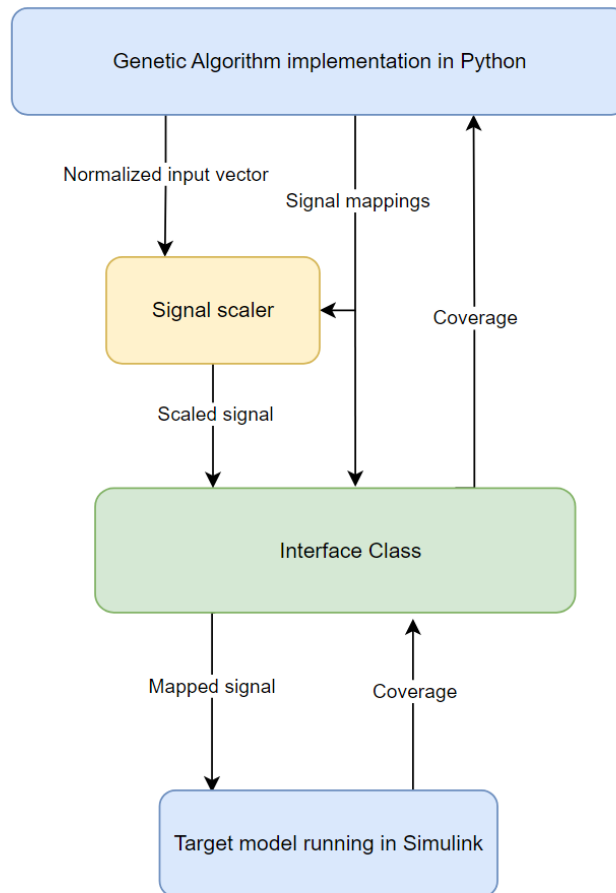 Genetic Algorithm implementation in Python
Normalized input vector
Signal mappings
Signal scaler
Coverage
Scaled signal
Interface Class
Mapped signal
Coverage
Target model running in Simulink